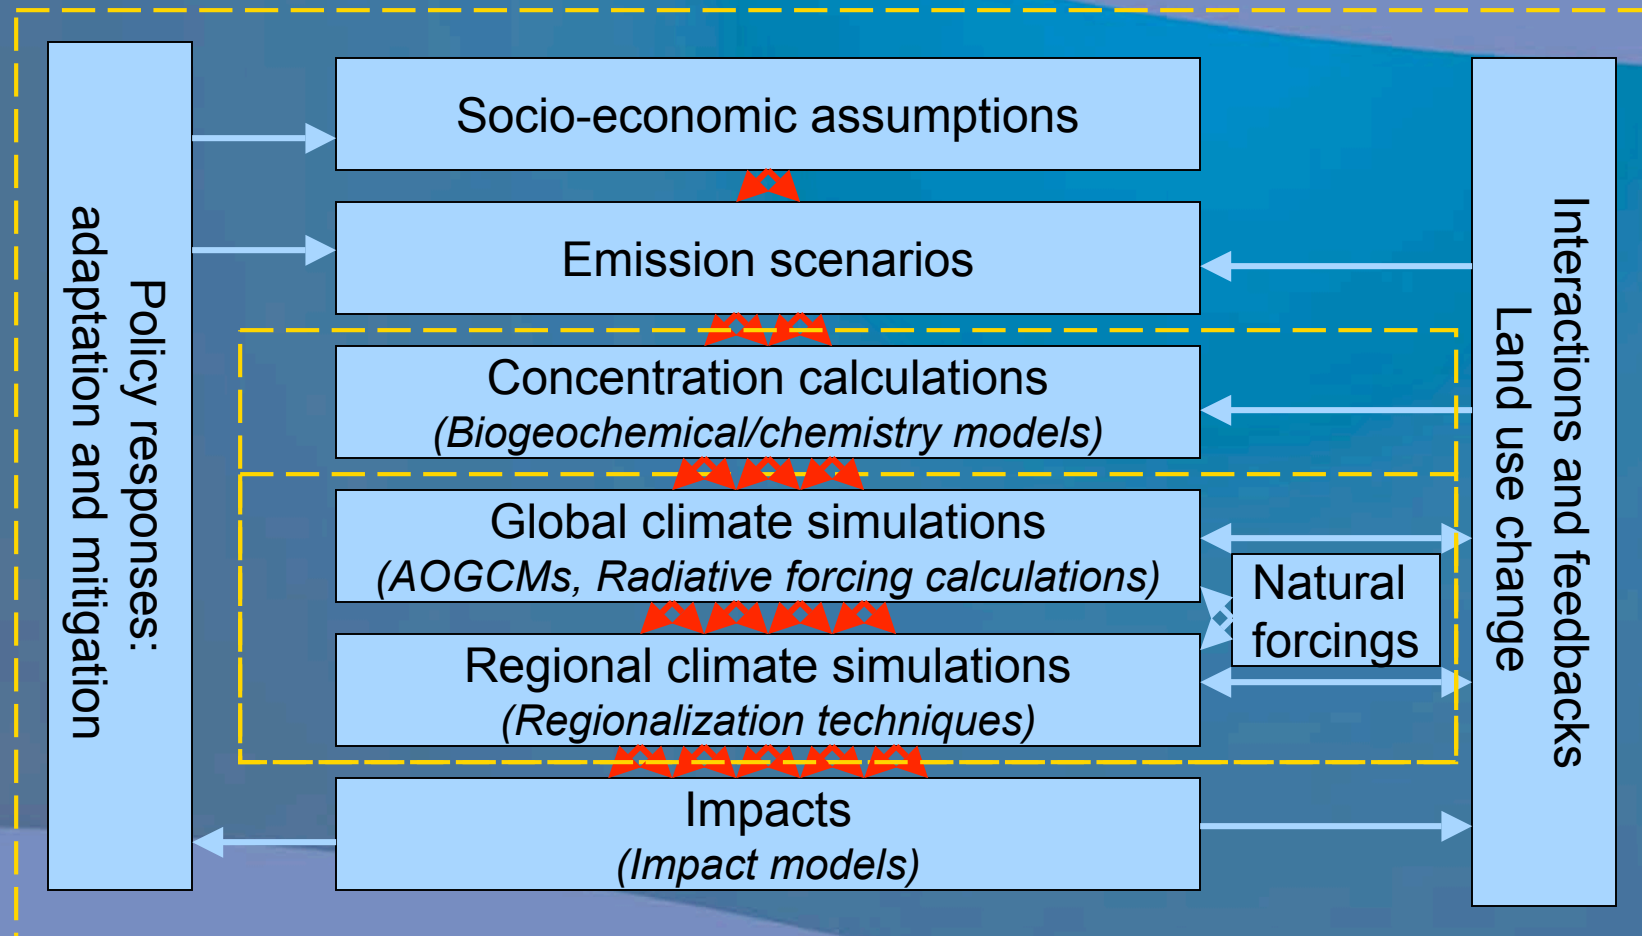 Policy responses:
adaptation and mitigation
Socio-economic assumptions
Emission scenarios
Concentration calculations
(Biogeochemical/chemistry models)
Global climate simulations
(AOGCMs, Radiative forcing calculations)
Regional climate simulations
(Regionalization techniques)
Impacts
(Impact models)
Natural
forcings
Interactions and feedbacks
Land use change